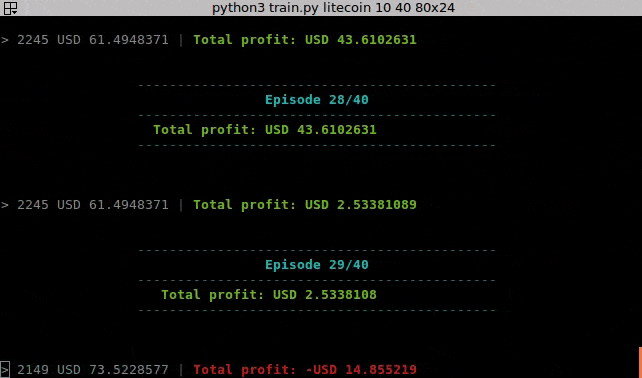 python3 train.py litecoin 10 40 80x24
> 2245 USD 61.4948371 | Total profit: USD 43.6102631
---------------------------------------------
Episode 28/40
---------------------------------------------
Total profit: USD 43.6102631
---------------------------------------------
> 2245 USD 61.4948371 | Total profit: USD 2.53381089
---------------------------------------------
Episode 29/40
---------------------------------------------
Total profit: USD 2.5338108
---------------------------------------------
> 2149 USD 73.5228577 | Total profit: -USD 14.855219